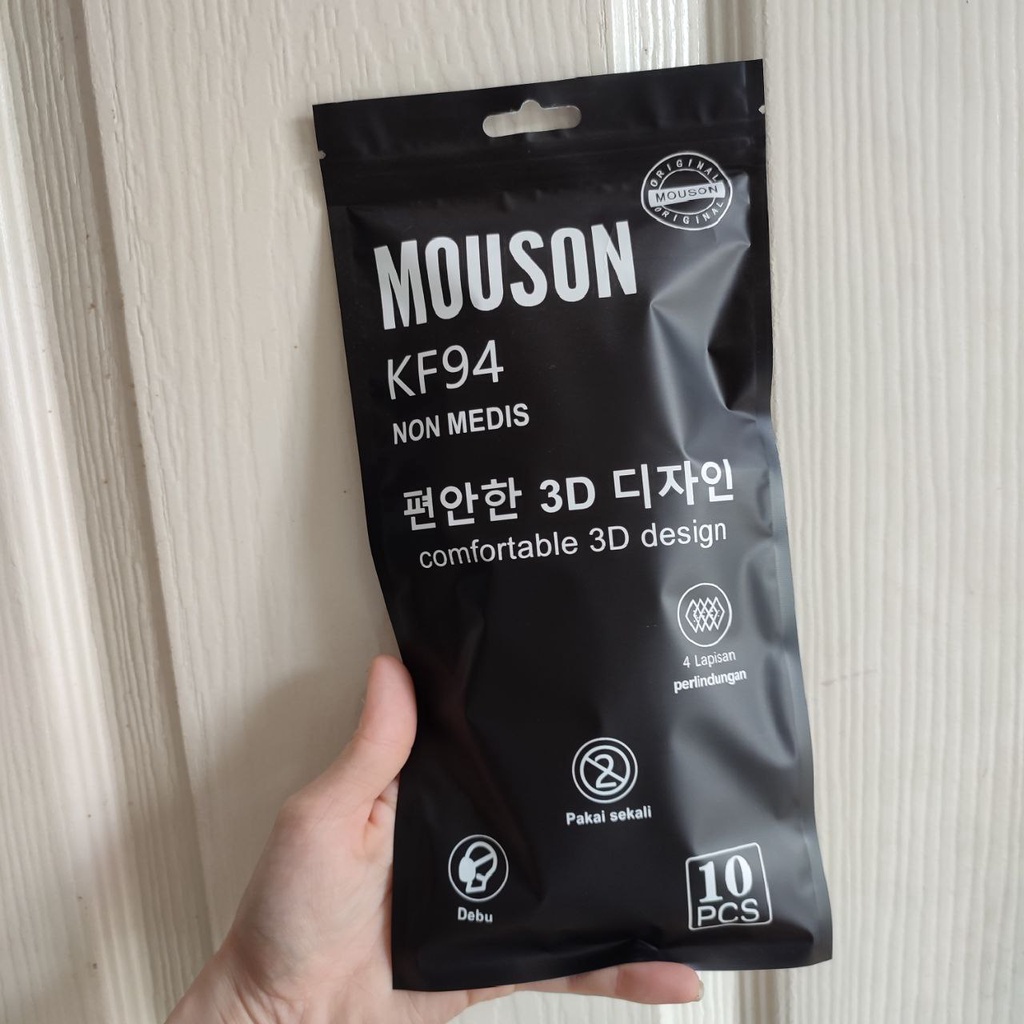 ORIGINAL
MOUSON
ORIGINAL
MOUSON
KF94
NON MEDIS
편안한 3D 디자인
comfortable 3D design
4 Lapisan
perlindungan
2
Pakai sekali
Debu
10
PCS